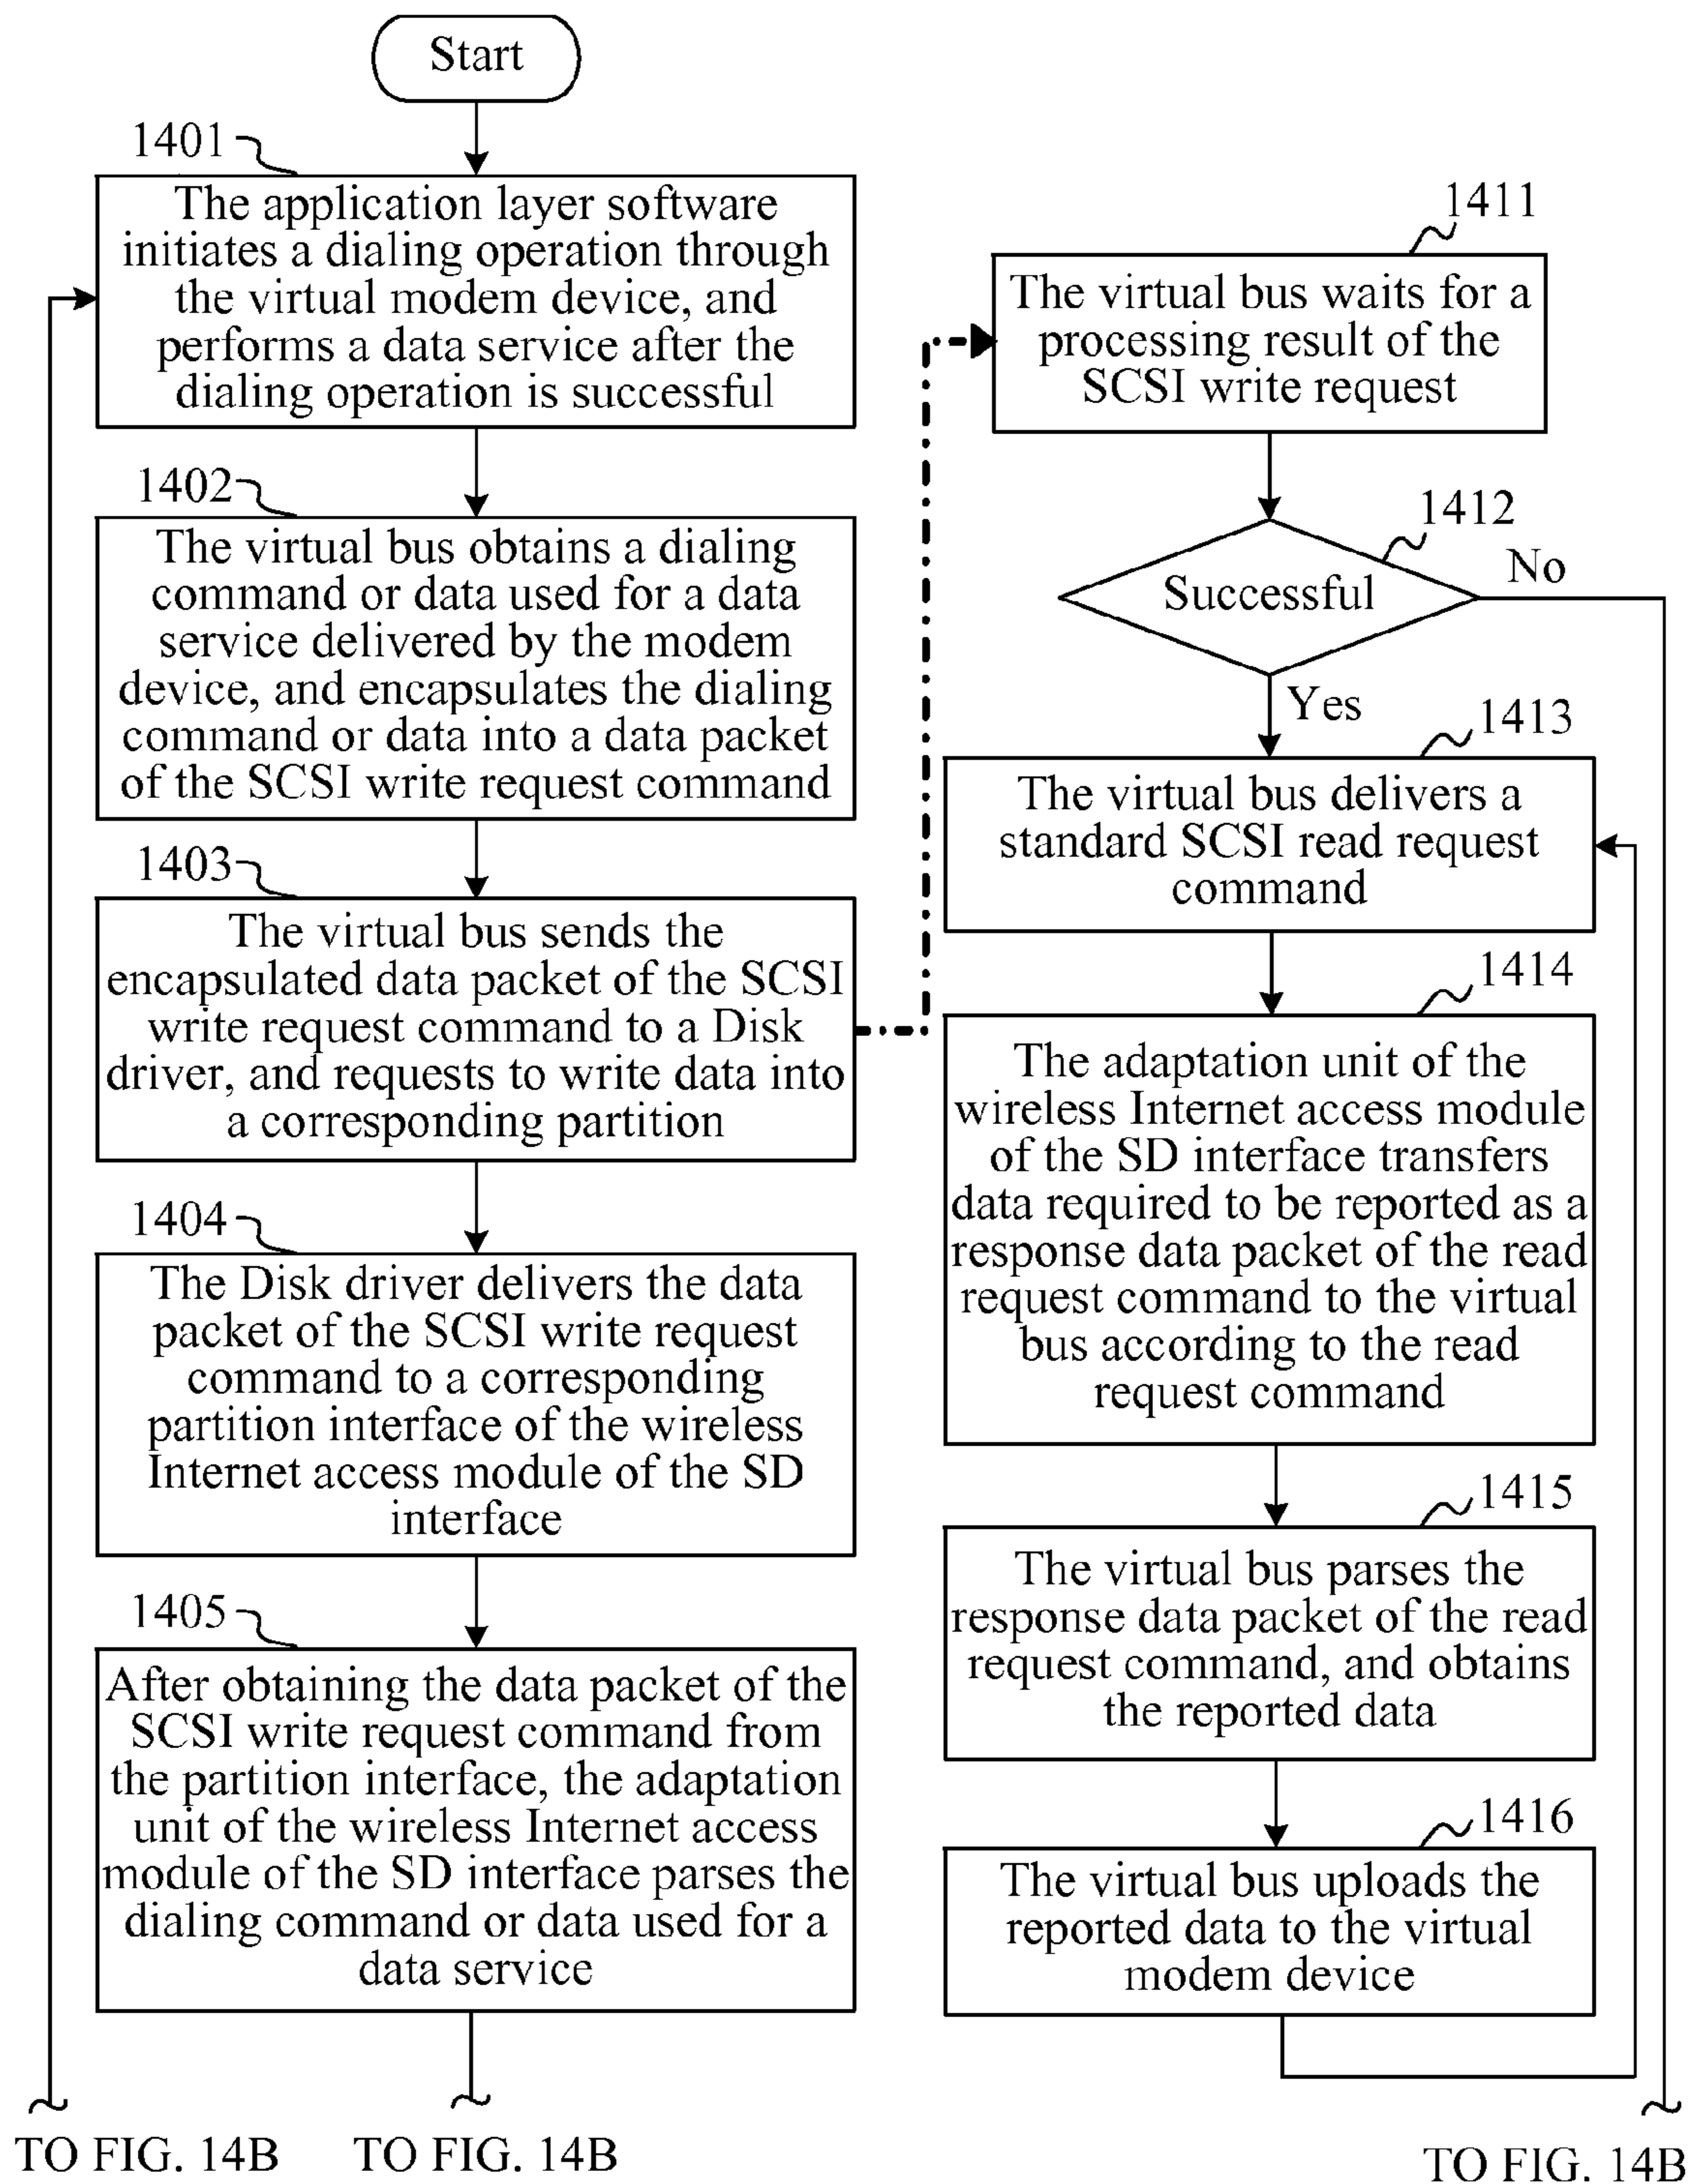 Start
1401
The application layer software
initiates a dialing operation through
the virtual modem device, and
performs a data service after the
dialing operation is successful
1402
The virtual bus obtains a dialing
command or data used for a data
service delivered by the modem
device, and encapsulates the dialing
command or data into a data packet
of the SCSI write request command
1403
The virtual bus sends the
encapsulated data packet of the SCSI
write request command to a Disk
driver, and requests to write data into
a corresponding partition
1404
The Disk driver delivers the data
packet of the SCSI write request
command to a corresponding
partition interface of the wireless
Internet access module of the SD
interface
1405
After obtaining the data packet of the
SCSI write request command from
the partition interface, the adaptation
unit of the wireless Internet access
module of the SD interface parses the
dialing command or data used for a
data service
TO FIG. 14B
TO FIG. 14B
1411
The virtual bus waits for a
processing result of the
SCSI write request
1412
Successful
No
Yes
1413
The virtual bus delivers a
standard SCSI read request
command
1414
The adaptation unit of the
wireless Internet access module
of the SD interface transfers
data required to be reported as a
response data packet of the read
request command to the virtual
bus according to the read
request command
1415
The virtual bus parses the
response data packet of the read
request command, and obtains
the reported data
1416
The virtual bus uploads the
reported data to the virtual
modem device
TO FIG. 14B